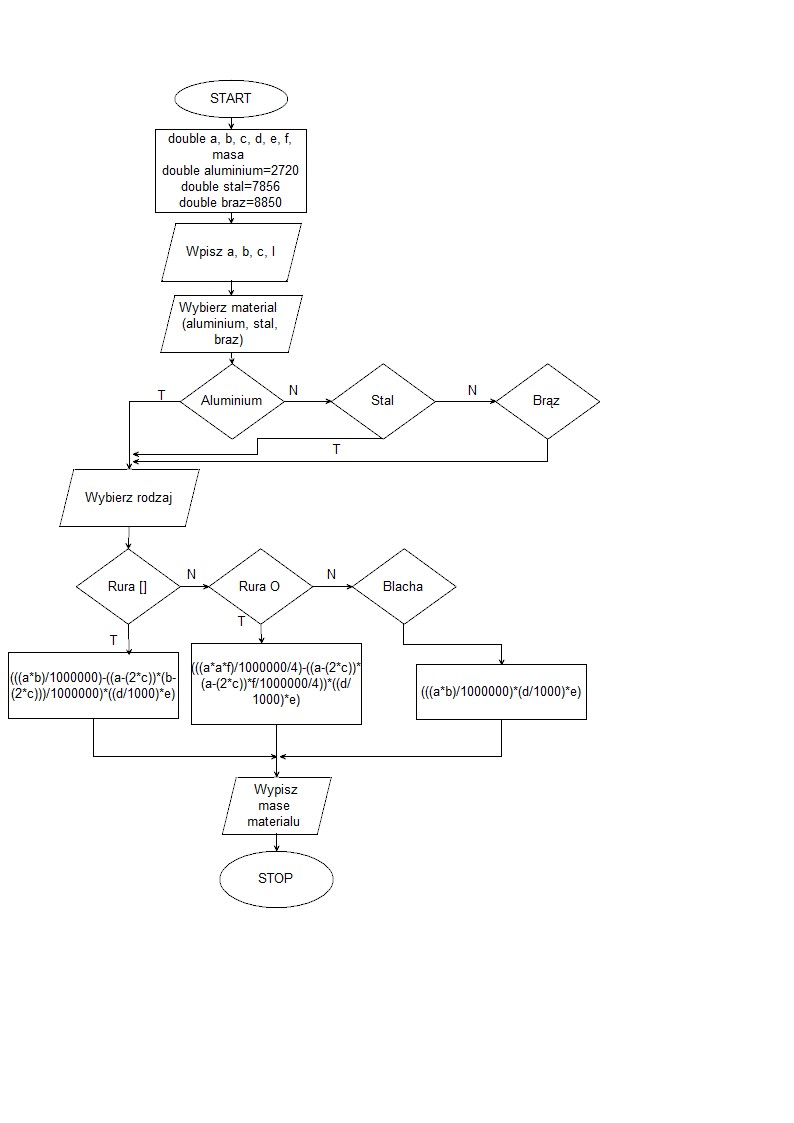 START
double a, b, c, d, e, f,
masa
double aluminium=2720
double stal=7856
double braz=8850
Wpisz a, b, c, l
Wybierz material
(aluminium, stal,
braz)
T
Aluminium
N
Stal
N
Brąz
T
Wybierz rodzaj
Rura []
N
Rura O
N
Blacha
T
T
(((a*b)/1000000)-((a-(2*c))*(b-
(2*c)))/1000000)*((d/1000)*e)
(((a*a*f)/1000000/4)-((a-(2*c))*
(a-(2*c))*f/1000000/4))*((d/
1000)*e)
(((a*b)/1000000)*(d/1000)*e)
Wypisz
mase
materialu
STOP